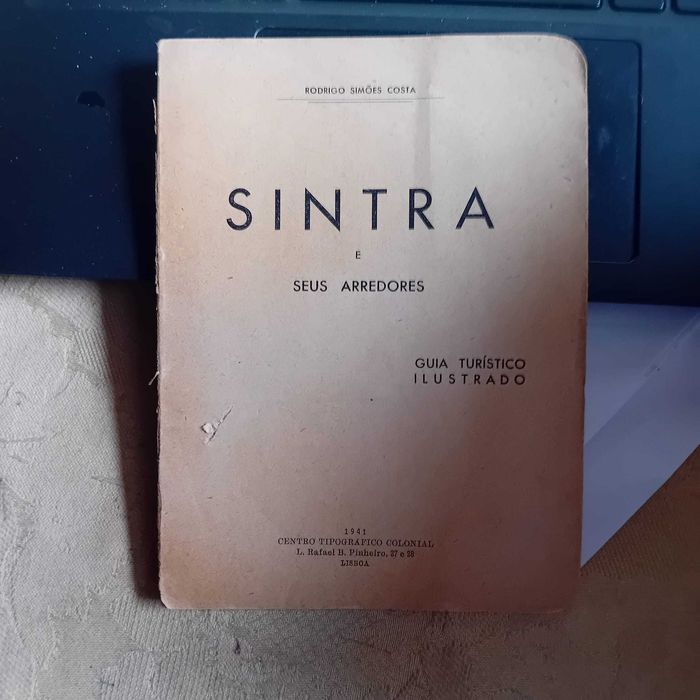 RODRIGO SIMÕES COSTA
SINTRA
E
SEUS ARREDORES
GUIA TURÍSTICO
ILUSTRADO
1941
CENTRO TIPOGRÁFICO COLONIAL
L. Rafael B. Pinheiro, 27 e 28
LISBOA